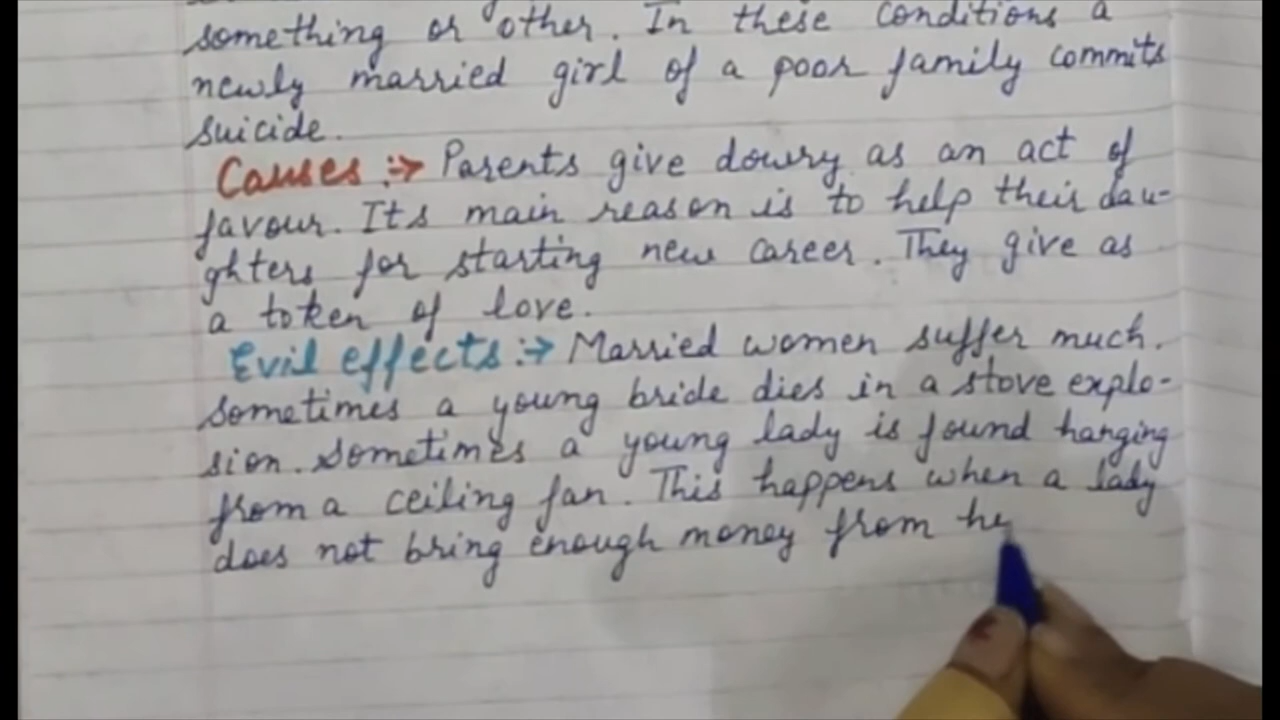 something or other. In these conditions a
newly married girl of a poor family commits
suicide.
Causes :→ Parents give dowry as an act of
favour. Its main reason is to help their dau-
ghters for starting new career. They give as
a token of love.
Evil effects :→ Married women suffer much.
sometimes a young bride dies in a stove explo-
sion. Sometimes a young lady is found hanging
from a ceiling fan. This happens when a lady
does not bring enough money from